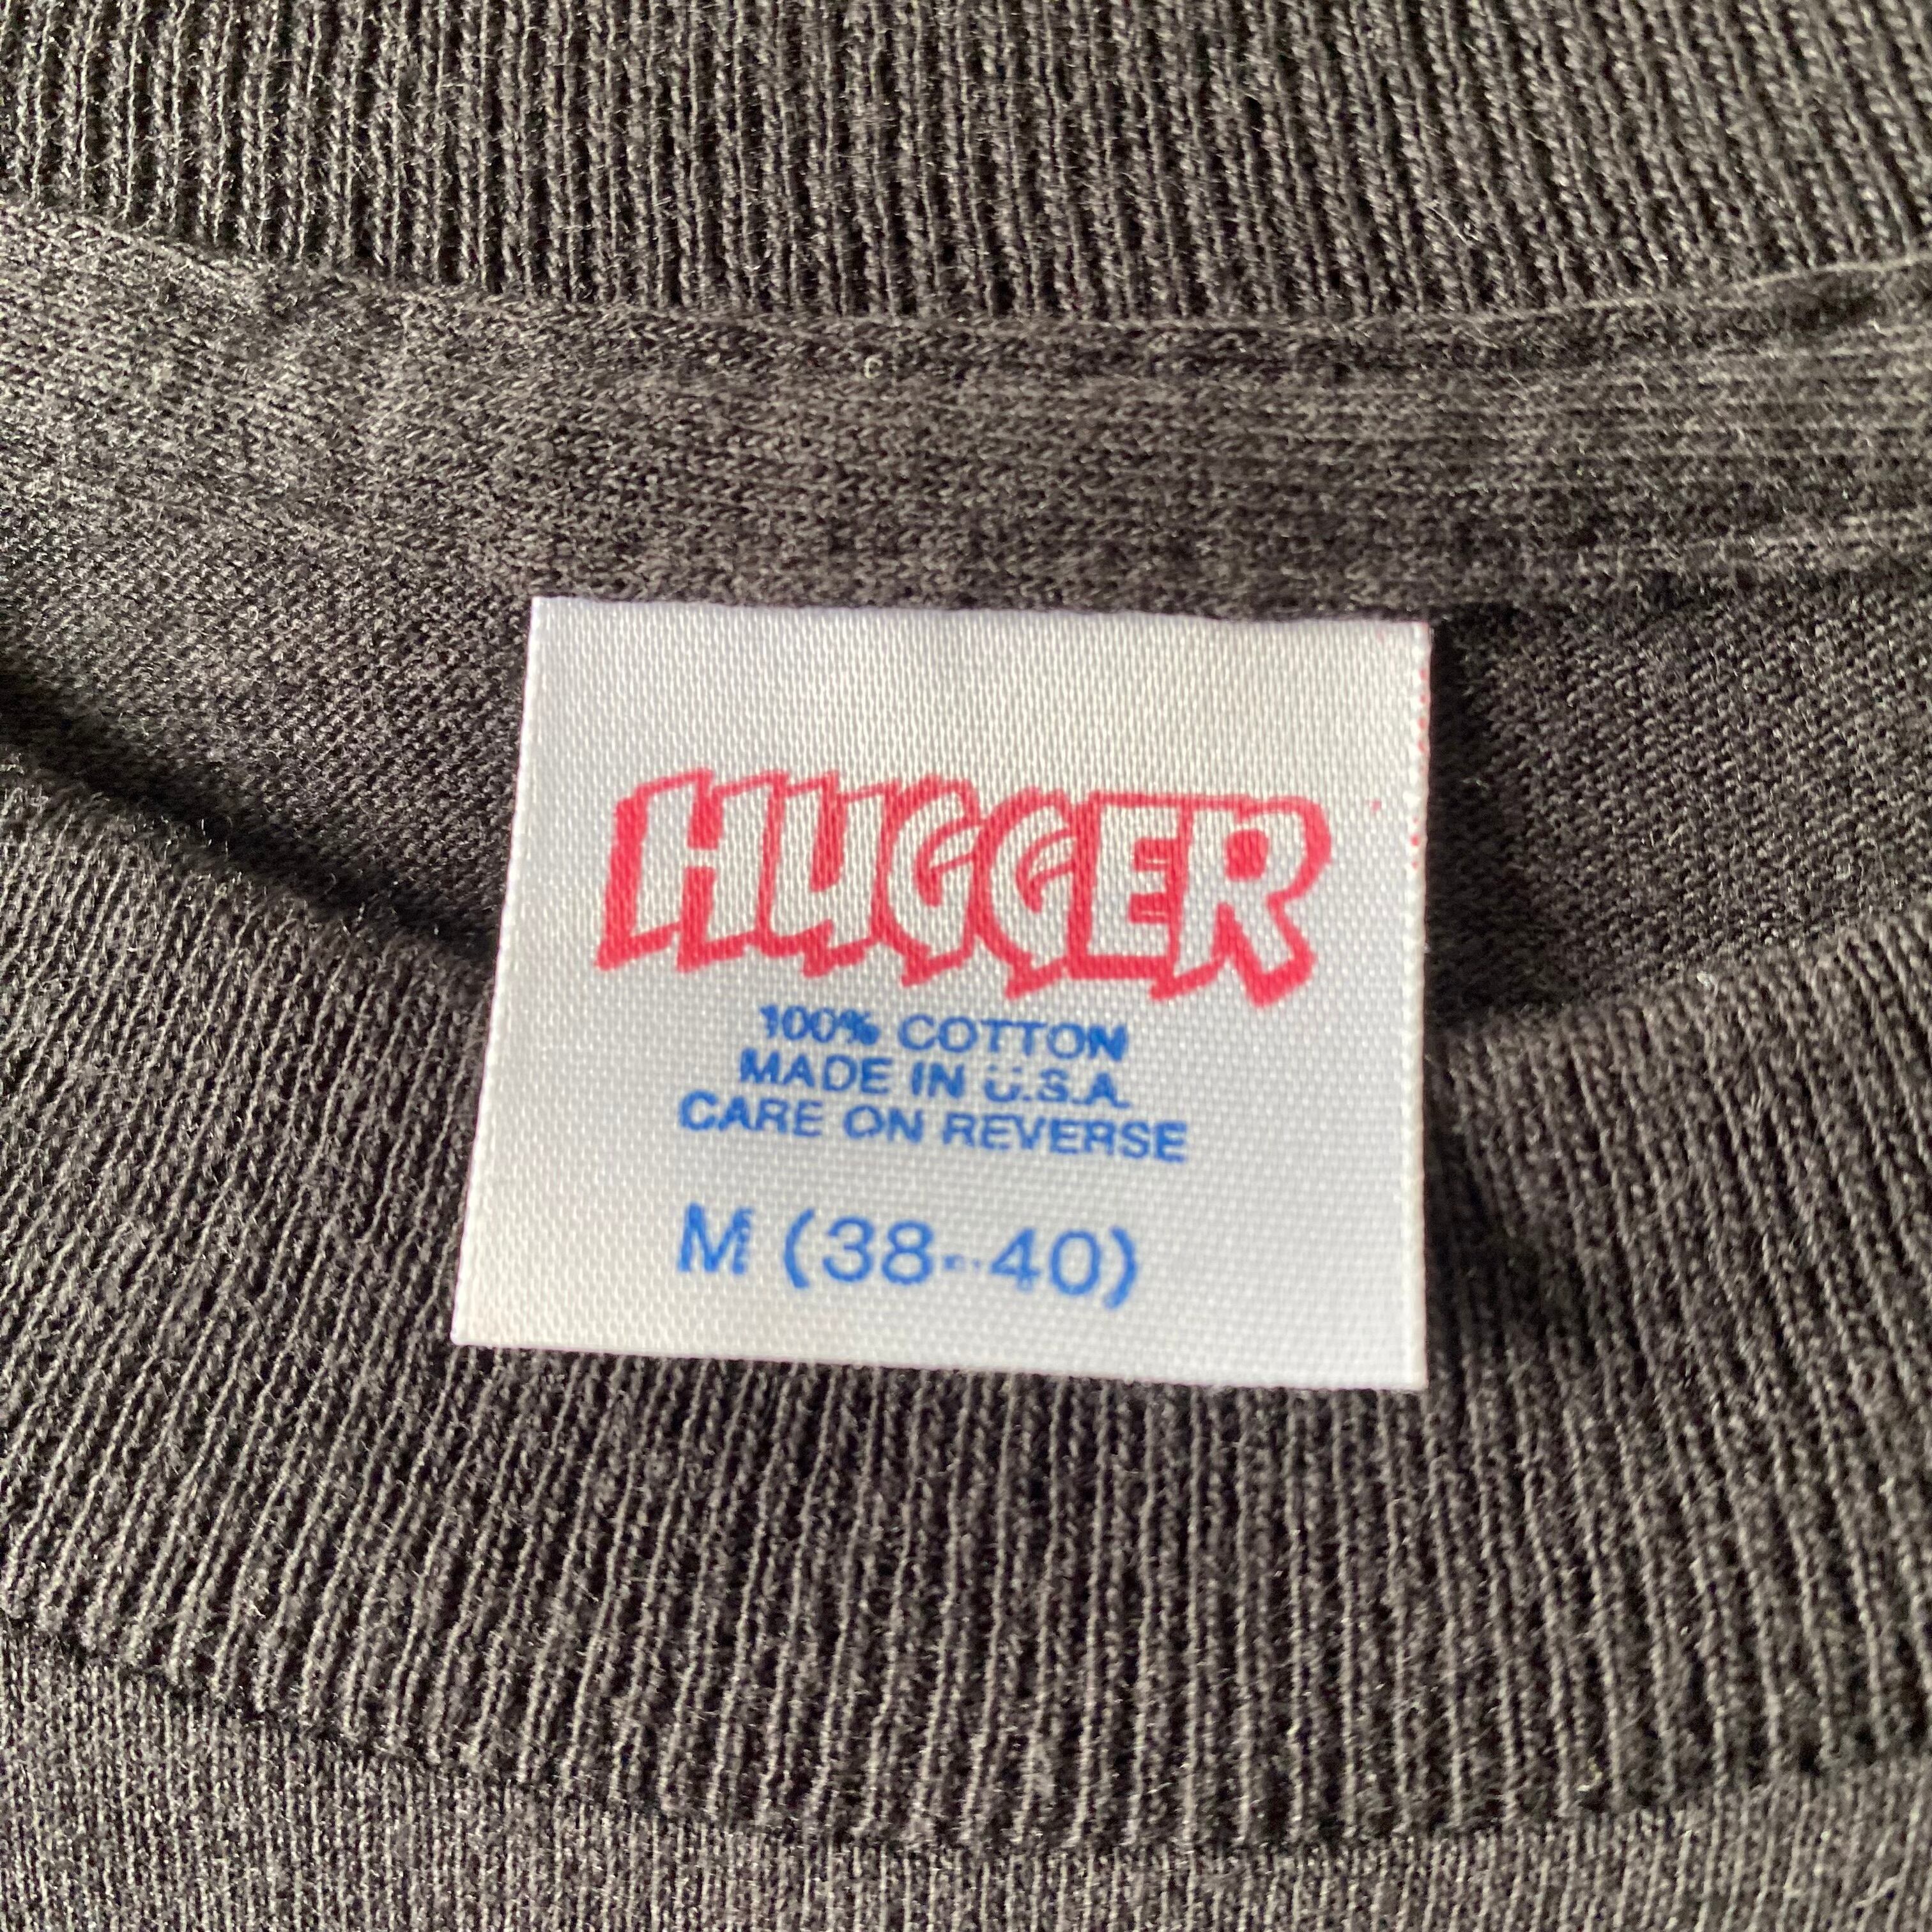 HUGGER
100% COTTON
MADE IN U.S.A.
CARE ON REVERSE
M (38-40)